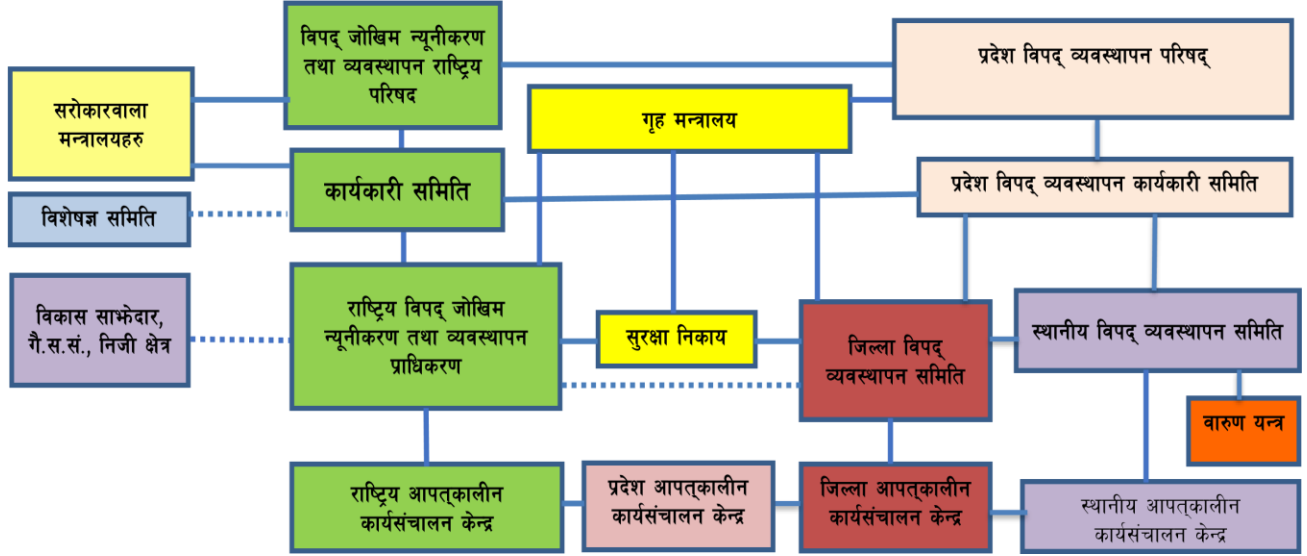 विपद् जोखिम न्यूनीकरण
तथा व्यवस्थापन राष्ट्रिय
परिषद
प्रदेश विपद् व्यवस्थापन परिषद्
सरोकारवाला
मन्त्रालयहरु
गृह मन्त्रालय
कार्यकारी समिति
प्रदेश विपद् व्यवस्थापन कार्यकारी समिति
विशेषज्ञ समिति
विकास साझेदार,
गै.स.सं., निजी क्षेत्र
राष्ट्रिय विपद् जोखिम
न्यूनीकरण तथा व्यवस्थापन
प्राधिकरण
सुरक्षा निकाय
जिल्ला विपद्
व्यवस्थापन समिति
स्थानीय विपद् व्यवस्थापन समिति
वारुण यन्त्र
राष्ट्रिय आपत्कालीन
कार्यसंचालन केन्द्र
प्रदेश आपत्कालीन
कार्यसंचालन केन्द्र
जिल्ला आपत्कालीन
कार्यसंचालन केन्द्र
स्थानीय आपत्कालीन
कार्यसंचालन केन्द्र